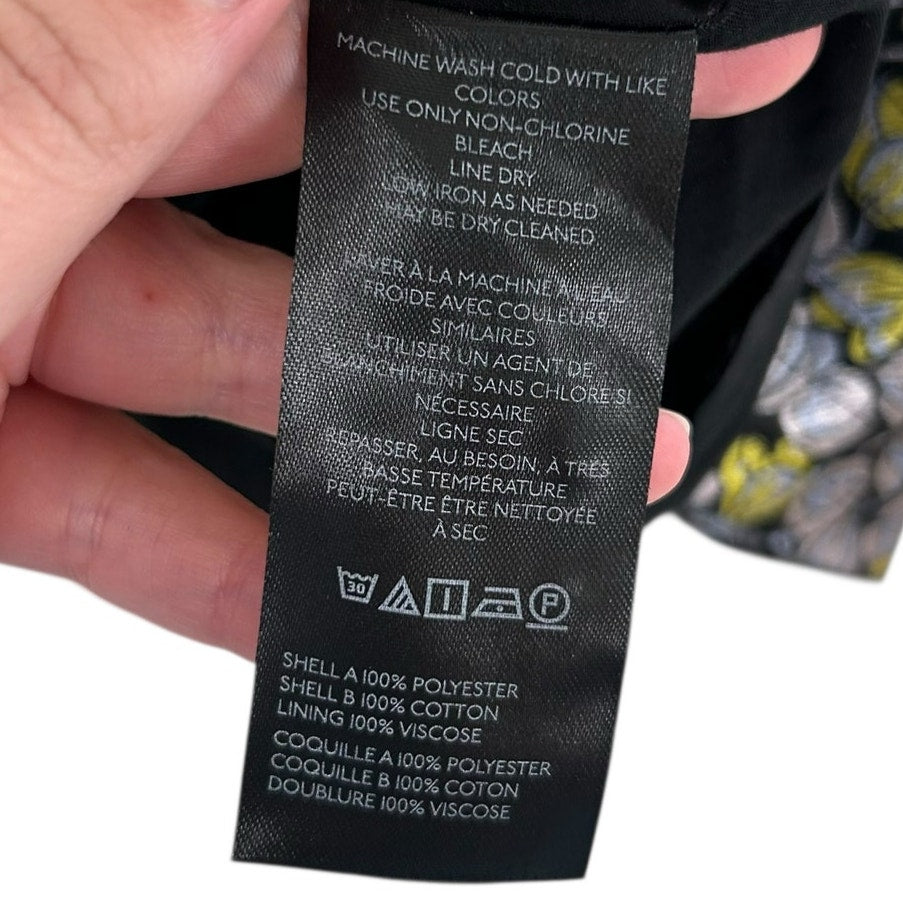 MACHINE WASH COLD WITH LIKE
COLORS
USE ONLY NON-CHLORINE
BLEACH
LINE DRY
LOW IRON AS NEEDED
MAY BE DRY CLEANED
LAVER À LA MACHINE À L'EAU
FROIDE AVEC COULEURS
SIMILAIRES
UTILISER UN AGENT DE
BLANCHIMENT SANS CHLORE SI
NÉCESSAIRE
LIGNE SEC
REPASSER, AU BESOIN, À TRÈS
BASSE TEMPÉRATURE
PEUT-ÊTRE ÊTRE NETTOYÉE
À SEC
30 P
SHELL A 100% POLYESTER
SHELL B 100% COTTON
LINING 100% VISCOSE
COQUILLE A 100% POLYESTER
COQUILLE B 100% COTON
DOUBLURE 100% VISCOSE